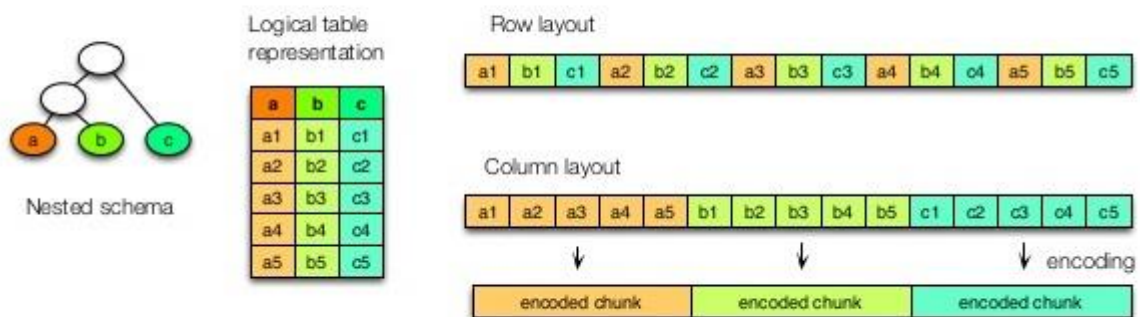 a
b
c
Nested schema
Logical table
representation
a b c
a1 b1 c1
a2 b2 c2
a3 b3 c3
a4 b4 c4
a5 b5 c5
Row layout
a1 b1 c1 a2 b2 c2 a3 b3 c3 a4 b4 c4 a5 b5 c5
Column layout
a1 a2 a3 a4 a5 b1 b2 b3 b4 b5 c1 c2 c3 c4 c5
encoding
encoded chunk encoded chunk encoded chunk